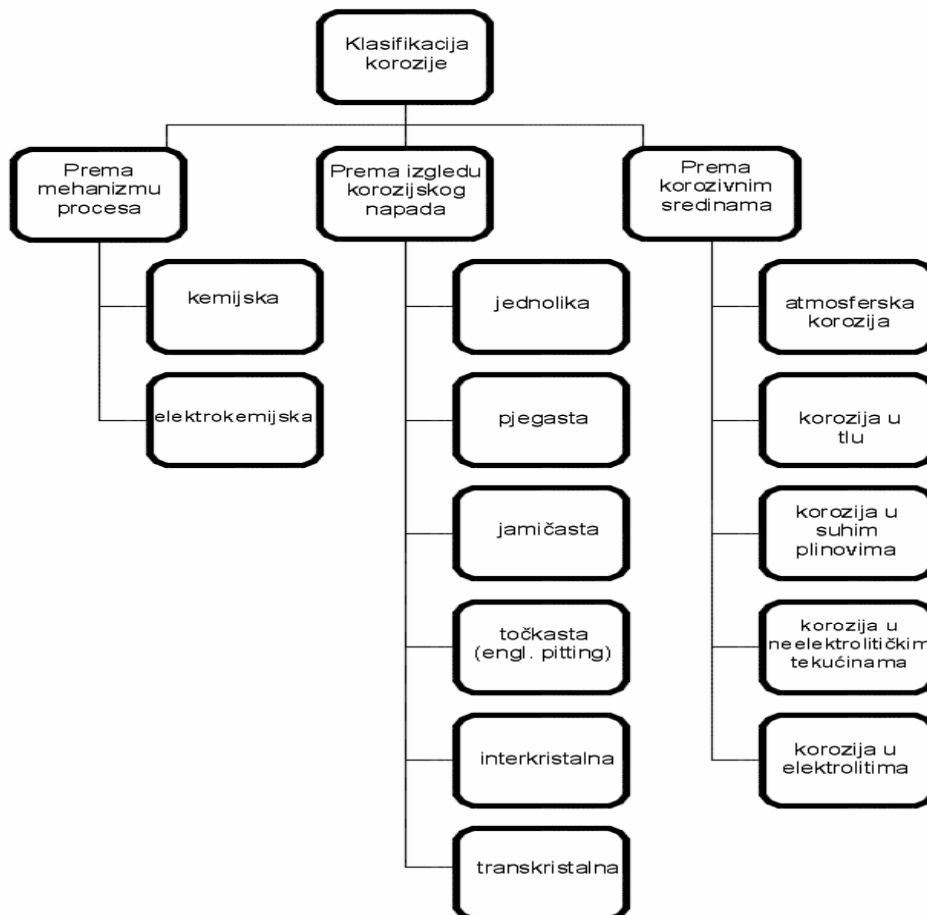 Klasifikacija
korozije
Prema
mehanizmu
procesa
kemijska
elektrokemijska
Prema izgledu
korozijskog
napada
jednolika
pjegasta
jamičasta
točkasta
(engl. pitting)
interkristalna
transkristalna
Prema
korozivnim
sredinama
atmosferska
korozija
korozija u
tlu
korozija u
suhim
plinovima
korozija u
neelektrolitičkim
tekućinama
korozija u
elektrolitima